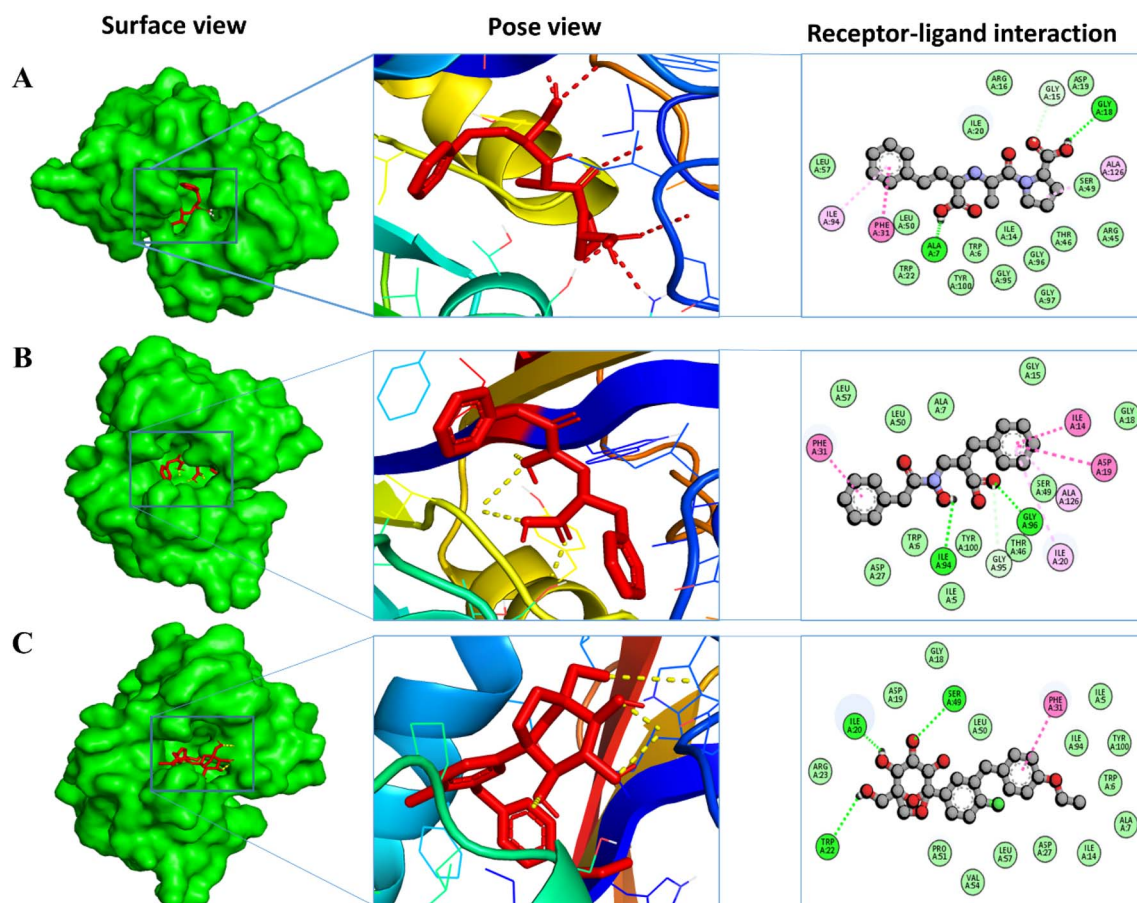 Surface view
Pose view
Receptor-ligand interaction
A
ARG
A:16
GLY
A:15
ASP
A:19
GLY
A:18
ILE
A:20
LEU
A:57
ALA
A:126
SER
A:49
ILE
A:94
PHE
A:31
LEU
A:50
ALA
A:7
TRP
A:6
ILE
A:14
THR
A:46
ARG
A:45
GLY
A:96
TRP
A:22
TYR
A:100
GLY
A:95
GLY
A:97
B
GLY
A:15
LEU
A:57
ALA
A:7
LEU
A:50
ILE
A:14
GLY
A:18
PHE
A:31
ASP
A:19
SER
A:49
ALA
A:126
GLY
A:96
TRP
A:6
TYR
A:100
THR
A:46
ILE
A:94
GLY
A:95
ILE
A:20
ASP
A:27
ILE
A:5
C
GLY
A:18
ASP
A:19
SER
A:49
PHE
A:31
ILE
A:5
ILE
A:20
LEU
A:50
ILE
A:94
TYR
A:100
ARG
A:23
TRP
A:6
ALA
A:7
TRP
A:22
PRO
A:51
LEU
A:57
ASP
A:27
ILE
A:14
VAL
A:54